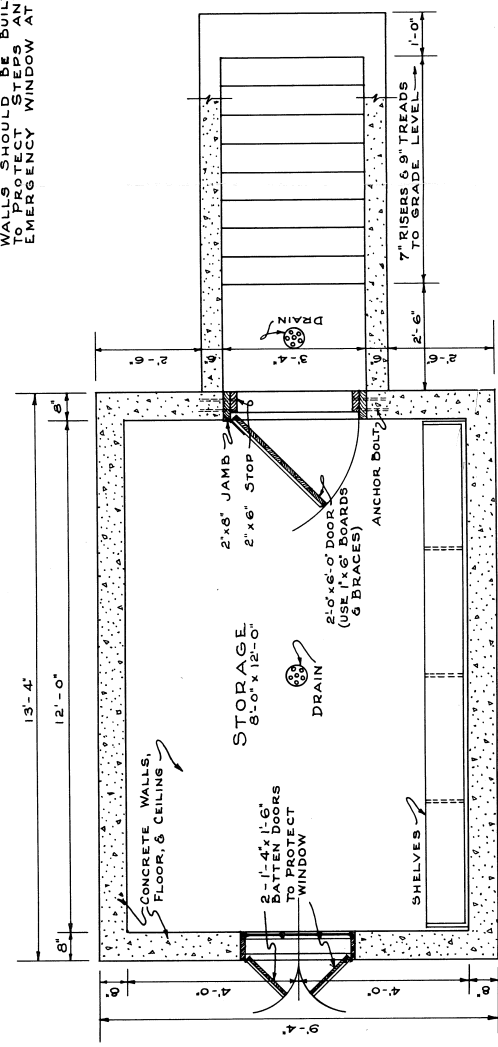 WALLS SHOULD BE BUIL
TO PROTECT STEPS AN
EMERGENCY WINDOW AT
13'-4"
12'-0"
8"
8"
CONCRETE WALLS,
FLOOR, & CEILING
2-1'-4"x1'-6"
BATTEN DOORS
TO PROTECT
WINDOW
STORAGE
8'-0" x 12'-0"
DRAIN
SHELVES
2"x8" JAMB
2"x6" STOP
2'-0"x6'-0" DOOR
(USE 1"x6" BOARDS
& BRACES)
ANCHOR BOLT
DRAIN
7" RISERS & 9" TREADS
TO GRADE LEVEL
2'-6"
1'-0"
2'-6"
6"
3'-4"
6"
2'-6"
8"
4'-0"
4'-0"
8"
9'-4"